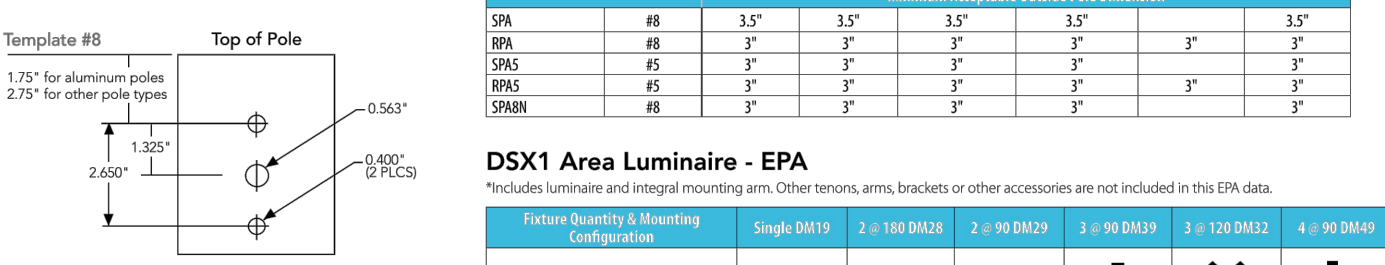 Template #8
Top of Pole
1.75" for aluminum poles
2.75" for other pole types
0.563"
1.325"
0.400"
(2 PLCS)
2.650"
SPA #8 3.5" 3.5" 3.5" 3.5" 3.5"
RPA #8 3" 3" 3" 3" 3" 3"
SPA5 #5 3" 3" 3" 3" 3"
RPA5 #5 3" 3" 3" 3" 3" 3"
SPA8N #8 3" 3" 3" 3" 3"
DSX1 Area Luminaire - EPA
*Includes luminaire and integral mounting arm. Other tenons, arms, brackets or other accessories are not included in this EPA data.
Fixture Quantity & Mounting
Configuration
Single DM19 2 @ 180 DM28 2 @ 90 DM29 3 @ 90 DM39 3 @ 120 DM32 4 @ 90 DM49